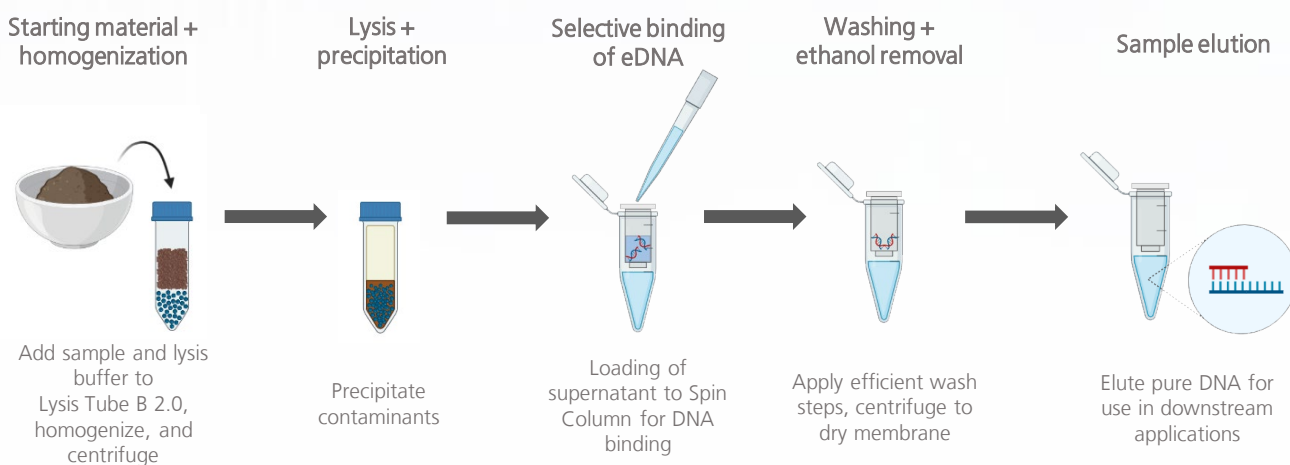 Starting material +
homogenization
Lysis +
precipitation
Selective binding
of eDNA
Washing +
ethanol removal
Sample elution
Add sample and lysis
buffer to
Lysis Tube B 2.0,
homogenize, and
centrifuge
Precipitate
contaminants
Loading of
supernatant to Spin
Column for DNA
binding
Apply efficient wash
steps, centrifuge to
dry membrane
Elute pure DNA for
use in downstream
applications